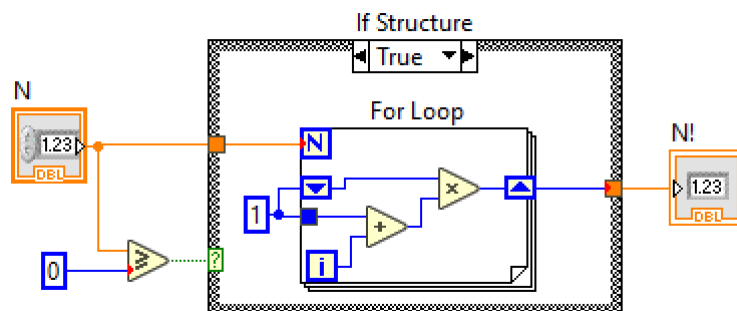 If Structure
True
N
For Loop
N!
1.23
DBL
N
1.23
DBL
1
×
+
i
0
≥
?